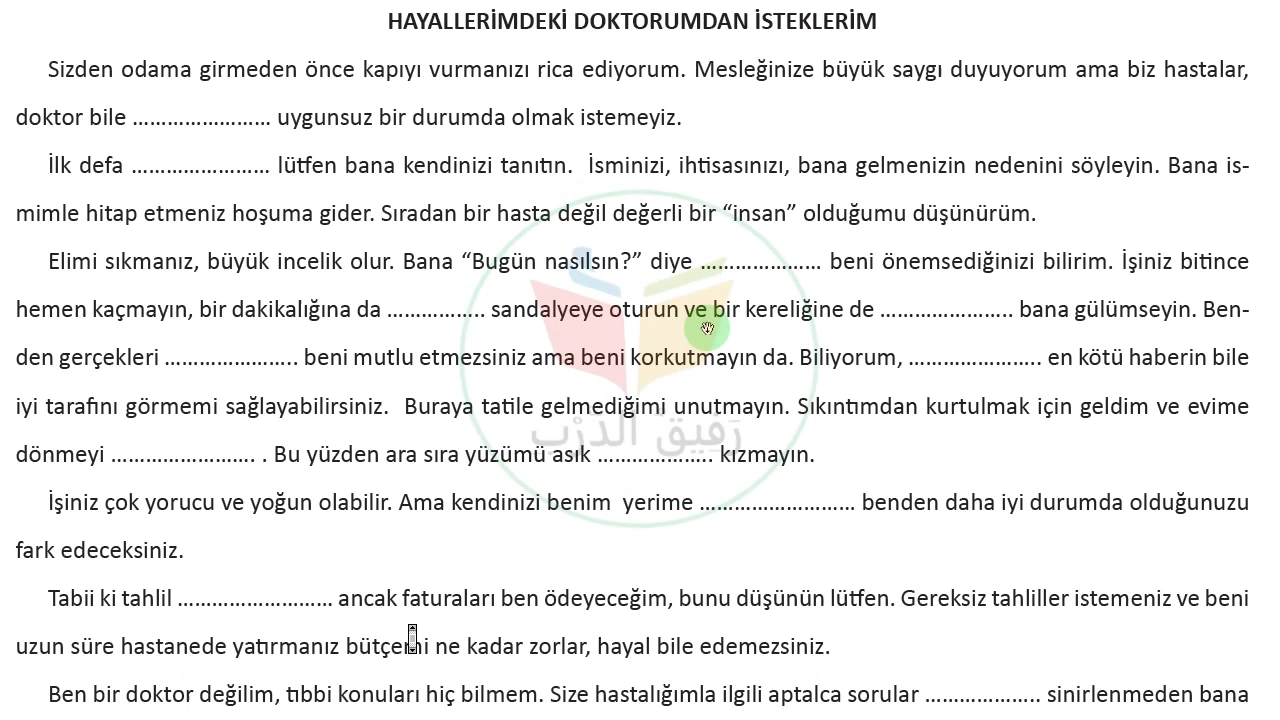 HAYALLERİMDEKİ DOKTORUMDAN İSTEKLERİM
Sizden odama girmeden önce kapıyı vurmanızı rica ediyorum. Mesleğinize büyük saygı duyuyorum ama biz hastalar,
doktor bile …………………… uygunsuz bir durumda olmak istemeyiz.
İlk defa …………………… lütfen bana kendinizi tanıtın. İsminizi, ihtisasınızı, bana gelmenizin nedenini söyleyin. Bana is-
mimle hitap etmeniz hoşuma gider. Sıradan bir hasta değil değerli bir “insan” olduğumu düşünürüm.
Elimi sıkmanız, büyük incelik olur. Bana “Bugün nasılsın?” diye ………………… beni önemsediğinizi bilirim. İşiniz bitince
hemen kaçmayın, bir dakikalığına da …………….. sandalyeye oturun ve bir kereliğine de ………………….. bana gülümseyin. Ben-
den gerçekleri ………………….. beni mutlu etmezsiniz ama beni korkutmayın da. Biliyorum, ………………….. en kötü haberin bile
iyi tarafını görmemi sağlayabilirsiniz. Buraya tatile gelmediğimi unutmayın. Sıkıntımdan kurtulmak için geldim ve evime
dönmeyi ……………………. . Bu yüzden ara sıra yüzümü asık ……………….. kızmayın.
رفيق الدرب
İşiniz çok yorucu ve yoğun olabilir. Ama kendinizi benim yerime ……………………… benden daha iyi durumda olduğunuzu
fark edeceksiniz.
Tabii ki tahlil ……………………… ancak faturaları ben ödeyeceğim, bunu düşünün lütfen. Gereksiz tahliller istemeniz ve beni
uzun süre hastanede yatırmanız bütçemi ne kadar zorlar, hayal bile edemezsiniz.
Ben bir doktor değilim, tıbbi konuları hiç bilmem. Size hastalığımla ilgili aptalca sorular ……………….. sinirlenmeden bana